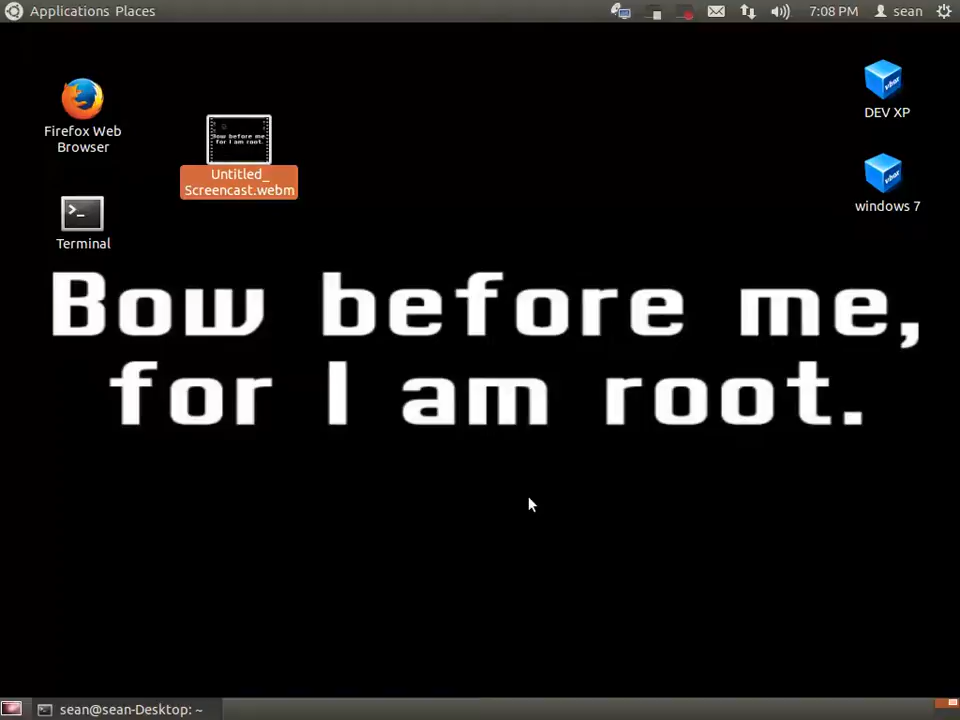 Applications Places
7:08 PM
sean
Firefox Web
Browser
Untitled_
Screencast.webm
DEV XP
windows 7
Terminal
Bow before me,
for I am root.
sean@sean-Desktop: ~